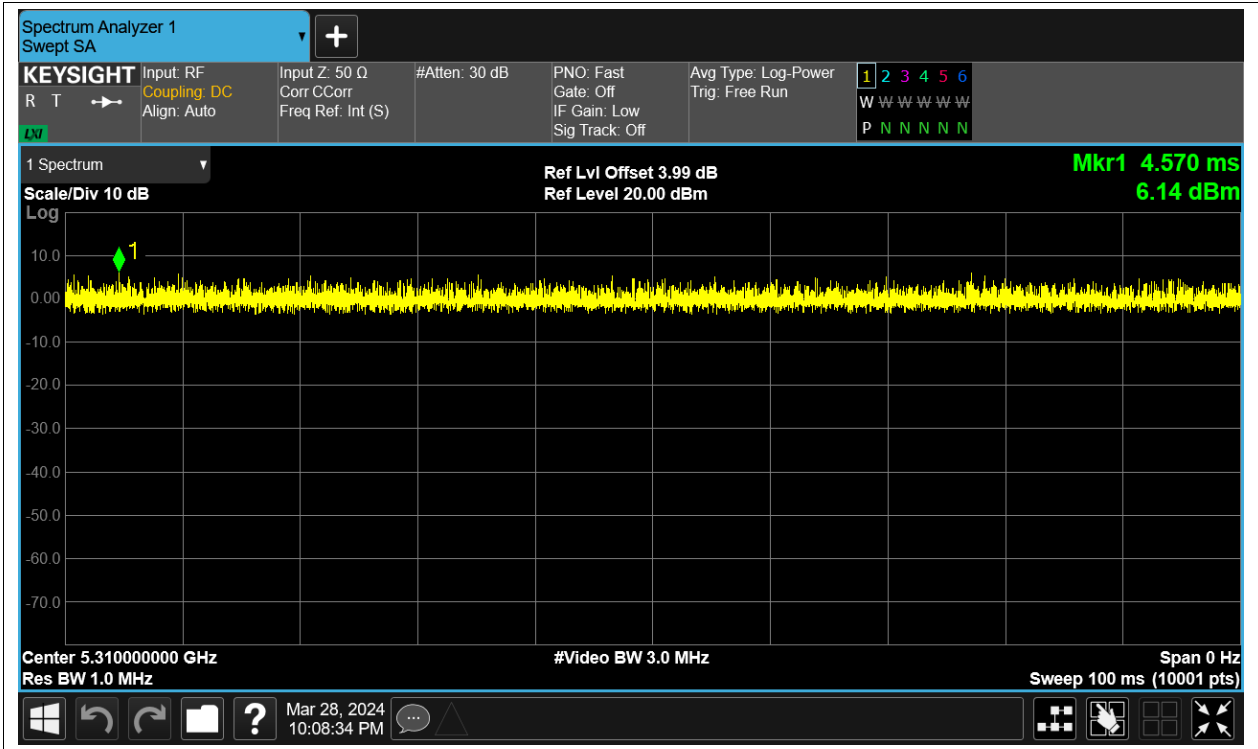 Spectrum Analyzer 1
Swept SA
KEYSIGHT
R T
LXI
Input: RF
Coupling: DC
Align: Auto
Input Z: 50 Ω
Corr CCorr
Freq Ref: Int (S)
#Atten: 30 dB
PNO: Fast
Gate: Off
IF Gain: Low
Sig Track: Off
Avg Type: Log-Power
Trig: Free Run
1 2 3 4 5 6
W W W W W W
P N N N N N
1 Spectrum
Scale/Div 10 dB
Log
Ref Lvl Offset 3.99 dB
Ref Level 20.00 dBm
Mkr1 4.570 ms
6.14 dBm
1
10.0
0.00
-10.0
-20.0
-30.0
-40.0
-50.0
-60.0
-70.0
Center 5.310000000 GHz
Res BW 1.0 MHz
#Video BW 3.0 MHz
Span 0 Hz
Sweep 100 ms (10001 pts)
?
Mar 28, 2024
10:08:34 PM